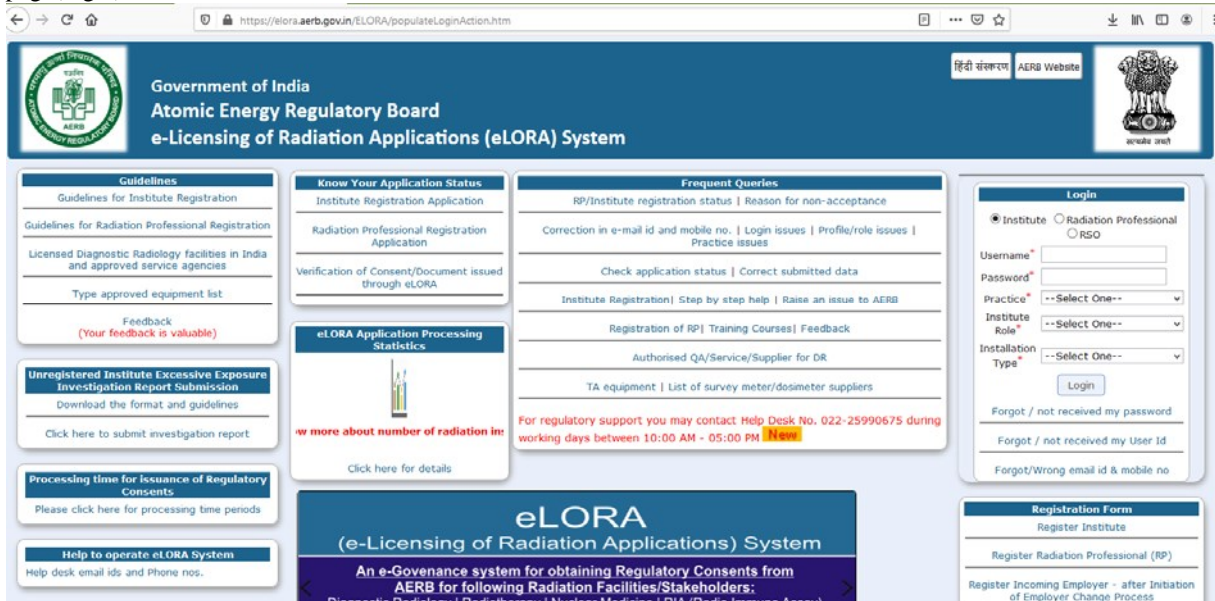 https://elora.aerb.gov.in/ELORA/populateLoginAction.htm
Government of India
Atomic Energy Regulatory Board
e-Licensing of Radiation Applications (eLORA) System
हिंदी संस्करण
AERB Website
AERB
सत्यमेव जयते
Guidelines
Guidelines for Institute Registration
Guidelines for Radiation Professional Registration
Licensed Diagnostic Radiology facilities in India
and approved service agencies
Type approved equipment list
Feedback
(Your feedback is valuable)
Unregistered Institute Excessive Exposure
Investigation Report Submission
Download the format and guidelines
Click here to submit investigation report
Processing time for issuance of Regulatory
Consents
Please click here for processing time periods
Help to operate eLORA System
Help desk email ids and Phone nos.
Know Your Application Status
Institute Registration Application
Radiation Professional Registration
Application
Verification of Consent/Document issued
through eLORA
eLORA Application Processing
Statistics
ow more about number of radiation ins
Click here for details
Frequent Queries
RP/Institute registration status | Reason for non-acceptance
Correction in e-mail id and mobile no. | Login issues | Profile/role issues |
Practice issues
Check application status | Correct submitted data
Institute Registration| Step by step help | Raise an issue to AERB
Registration of RP| Training Courses| Feedback
Authorised QA/Service/Supplier for DR
TA equipment | List of survey meter/dosimeter suppliers
For regulatory support you may contact Help Desk No. 022-25990675 during
working days between 10:00 AM - 05:00 PM New
eLORA
(e-Licensing of Radiation Applications) System
An e-Governance system for obtaining Regulatory Consents from
AERB for following Radiation Facilities/Stakeholders:
Login
Institute Radiation Professional
RSO
Username*
Password*
Practice* --Select One--
Institute
Role* --Select One--
Installation
Type* --Select One--
Login
Forgot / not received my password
Forgot / not received my User Id
Forgot/Wrong email id & mobile no
Registration Form
Register Institute
Register Radiation Professional (RP)
Register Incoming Employer - after Initiation
of Employer Change Process